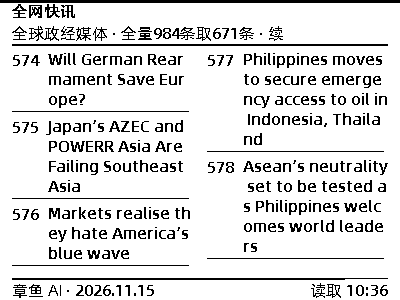 全网快讯
全球政经媒体 · 全量984条取671条 · 续
574 Will German Rear
mament Save Eur
ope?
575 Japan's AZEC and
POWERR Asia Are
Failing Southeast
Asia
576 Markets realise th
ey hate America's
blue wave
577 Philippines moves
to secure emerge
ncy access to oil in
Indonesia, Thaila
nd
578 Asean's neutrality
set to be tested a
s Philippines welc
omes world leade
rs
章鱼 AI · 2026.11.15
读取 10:36